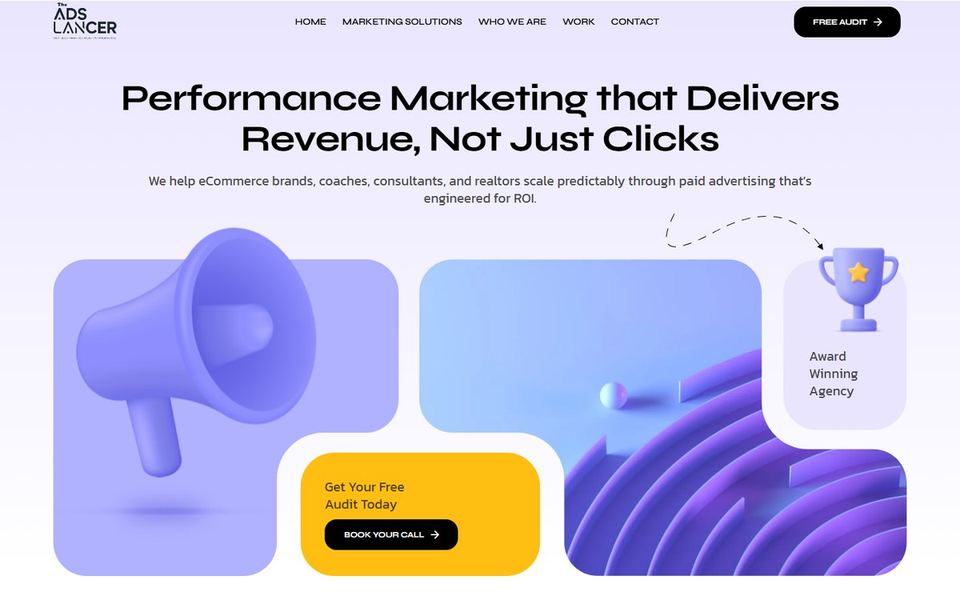 The
ADS
LANCER
HOME MARKETING SOLUTIONS WHO WE ARE WORK CONTACT
FREE AUDIT
Performance Marketing that Delivers
Revenue, Not Just Clicks
We help eCommerce brands, coaches, consultants, and realtors scale predictably through paid advertising that's
engineered for ROI.
Award
Winning
Agency
Get Your Free
Audit Today
BOOK YOUR CALL